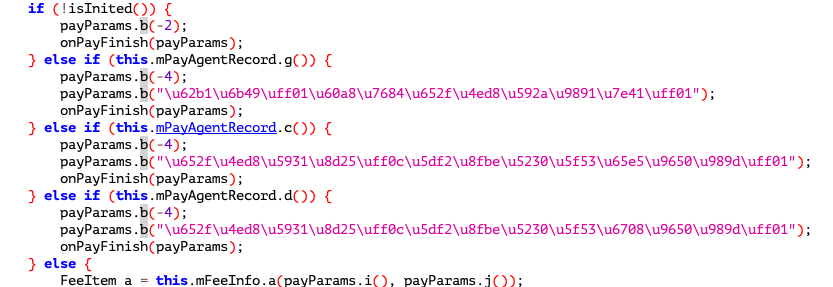 if (!isInited()) {
payParams.b(-2);
onPayFinish(payParams);
} else if (this.mPayAgentRecord.g()) {
payParams.b(-4);
payParams.b("\u62b1\u6b49\uff01\u60a8\u7684\u652f\u4ed8\u592a\u9891\u7e41\uff01");
onPayFinish(payParams);
} else if (this.mPayAgentRecord.c()) {
payParams.b(-4);
payParams.b("\u652f\u4ed8\u5931\u8d25\uff0c\u5df2\u8fbe\u5230\u5f53\u65e5\u9650\u989d\uff01");
onPayFinish(payParams);
} else if (this.mPayAgentRecord.d()) {
payParams.b(-4);
payParams.b("\u652f\u4ed8\u5931\u8d25\uff0c\u5df2\u8fbe\u5230\u5f53\u6708\u9650\u989d\uff01");
onPayFinish(payParams);
} else {
FeeItem a = this.mFeeInfo.a(payParams.i(), payParams.j());